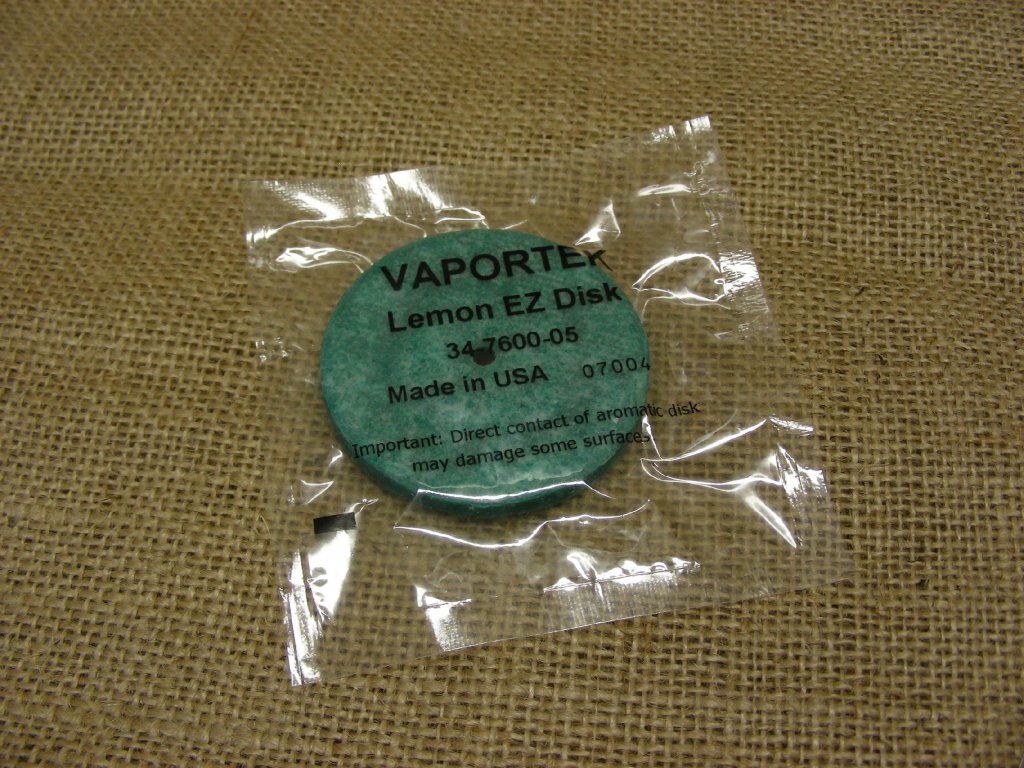 VAPORTEK
Lemon EZ Disk
34-7600-05
Made in USA 07004
Important: Direct contact of aromatic disk
may damage some surfaces